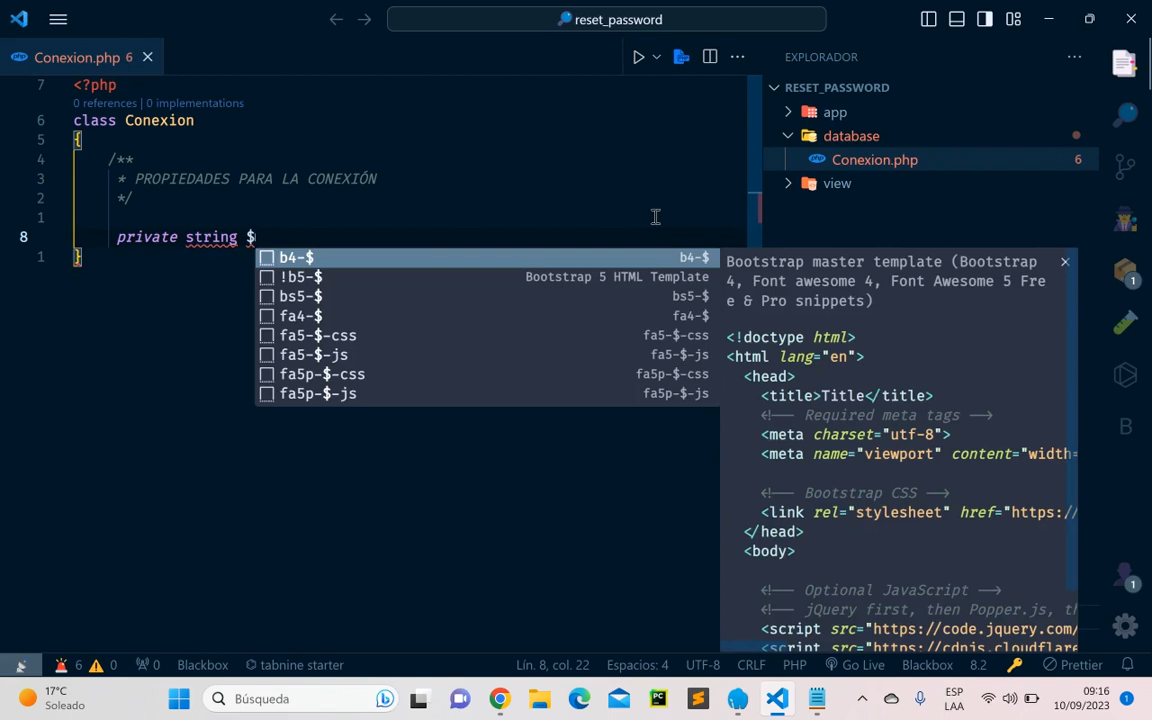 reset_password
Conexion.php 6
EXPLORADOR
RESET_PASSWORD
app
database
Conexion.php 6
view
7 <?php
0 references | 0 implementations
6 class Conexion
5 {
4 /**
3 * PROPIEDADES PARA LA CONEXIÓN
2 */
1
8 private string $
1 }
b4-$ b4-$
!b5-$ Bootstrap 5 HTML Template
bs5-$ bs5-$
fa4-$ fa4-$
fa5-$-css fa5-$-css
fa5-$-js fa5-$-js
fa5p-$-css fa5p-$-css
fa5p-$-js fa5p-$-js
Bootstrap master template (Bootstrap
4, Font awesome 4, Font Awesome 5 Fre
e & Pro snippets)
<!doctype html>
<html lang="en">
<head>
<title>Title</title>
<!-- Required meta tags -->
<meta charset="utf-8">
<meta name="viewport" content="width=
<!-- Bootstrap CSS -->
<link rel="stylesheet" href="https:/
</head>
<body>
<!-- Optional JavaScript -->
<!-- jQuery first, then Popper.js, th
<script src="https://code.jquery.com/
<script src="https://cdnjs.cloudflare
1
B
1
6 0 0 Blackbox tabnine starter Lín. 8, col. 22 Espacios: 4 UTF-8 CRLF PHP Go Live Blackbox 8.2 Prettier
17°C
Soleado
Búsqueda
PC
ESP
LAA
09:16
10/09/2023
1